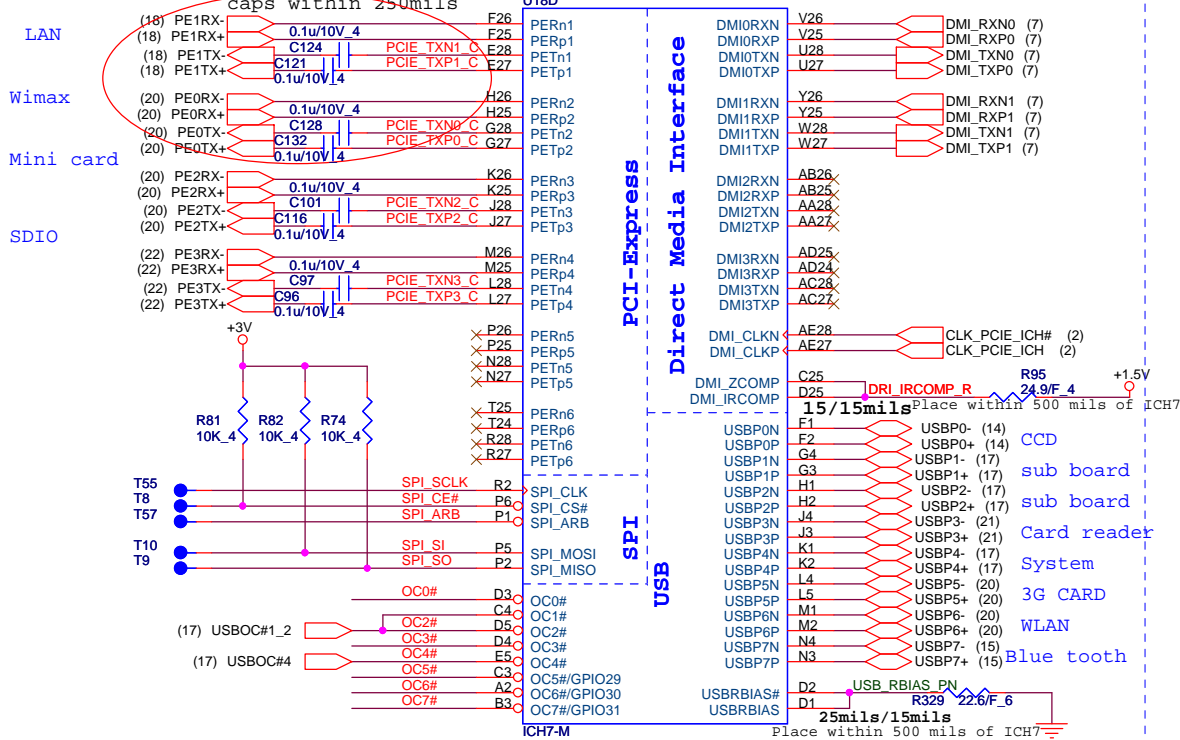 caps within 250mils
U18D
LAN
(18) PE1RX-
(18) PE1RX+
(18) PE1TX-
(18) PE1TX+
0.1u/10V_4
C124
C121
0.1u/10V_4
PCIE_TXN1_C
PCIE_TXP1_C
F26
F25
E28
E27
PERn1
PERp1
PETn1
PETp1
Wimax
(20) PE0RX-
(20) PE0RX+
(20) PE0TX-
(20) PE0TX+
0.1u/10V_4
C128
C132
0.1u/10V_4
PCIE_TXN0_C
PCIE_TXP0_C
H26
H25
G28
G27
PERn2
PERp2
PETn2
PETp2
Mini card
(20) PE2RX-
(20) PE2RX+
(20) PE2TX-
(20) PE2TX+
0.1u/10V_4
C101
C116
0.1u/10V_4
PCIE_TXN2_C
PCIE_TXP2_C
K26
K25
J28
J27
PERn3
PERp3
PETn3
PETp3
SDIO
(22) PE3RX-
(22) PE3RX+
(22) PE3TX-
(22) PE3TX+
0.1u/10V_4
C97
C96
0.1u/10V_4
PCIE_TXN3_C
PCIE_TXP3_C
M26
M25
L28
L27
PERn4
PERp4
PETn4
PETp4
P26
P25
N28
N27
PERn5
PERp5
PETn5
PETp5
T25
T24
R28
R27
PERn6
PERp6
PETn6
PETp6
+3V
R81
10K_4
R82
10K_4
R74
10K_4
T55
T8
T57
T10
T9
SPI_SCLK
SPI_CE#
SPI_ARB
SPI_SI
SPI_SO
R2
P6
P1
P5
P2
SPI_CLK
SPI_CS#
SPI_ARB
SPI_MOSI
SPI_MISO
(17) USBOC#1_2
(17) USBOC#4
OC0#
OC2#
OC3#
OC4#
OC5#
OC6#
OC7#
D3
C4
D5
D4
E5
C3
A2
B3
OC0#
OC1#
OC2#
OC3#
OC4#
OC5#/GPIO29
OC6#/GPIO30
OC7#/GPIO31
PCI-Express
Direct Media Interface
SPI
USB
ICH7-M
DMI0RXN
DMI0RXP
DMI0TXN
DMI0TXP
V26
V25
U28
U27
DMI_RXN0 (7)
DMI_RXP0 (7)
DMI_TXN0 (7)
DMI_TXP0 (7)
DMI1RXN
DMI1RXP
DMI1TXN
DMI1TXP
Y26
Y25
W28
W27
DMI_RXN1 (7)
DMI_RXP1 (7)
DMI_TXN1 (7)
DMI_TXP1 (7)
DMI2RXN
DMI2RXP
DMI2TXN
DMI2TXP
AB26
AB25
AA28
AA27
DMI3RXN
DMI3RXP
DMI3TXN
DMI3TXP
AD25
AD24
AC28
AC27
DMI_CLKN
DMI_CLKP
AE28
AE27
CLK_PCIE_ICH# (2)
CLK_PCIE_ICH (2)
DMI_ZCOMP
DMI_IRCOMP
C25
D25
DRI_IRCOMP_R
R95
24.9/F_4
+1.5V
15/15mils
Place within 500 mils of ICH7
USBP0N
USBP0P
USBP1N
USBP1P
USBP2N
USBP2P
USBP3N
USBP3P
USBP4N
USBP4P
USBP5N
USBP5P
USBP6N
USBP6P
USBP7N
USBP7P
F1
F2
G4
G3
H1
H2
J4
J3
K1
K2
L4
L5
M1
M2
N4
N3
USBP0- (14)
USBP0+ (14)
USBP1- (17)
USBP1+ (17)
USBP2- (17)
USBP2+ (17)
USBP3- (21)
USBP3+ (21)
USBP4- (17)
USBP4+ (17)
USBP5- (20)
USBP5+ (20)
USBP6- (20)
USBP6+ (20)
USBP7- (15)
USBP7+ (15)
CCD
sub board
sub board
Card reader
System
3G CARD
WLAN
Blue tooth
USBRBIAS#
USBRBIAS
D2
D1
USB_RBIAS_PN
R329
22.6/F_6
25mils/15mils
Place within 500 mils of ICH7